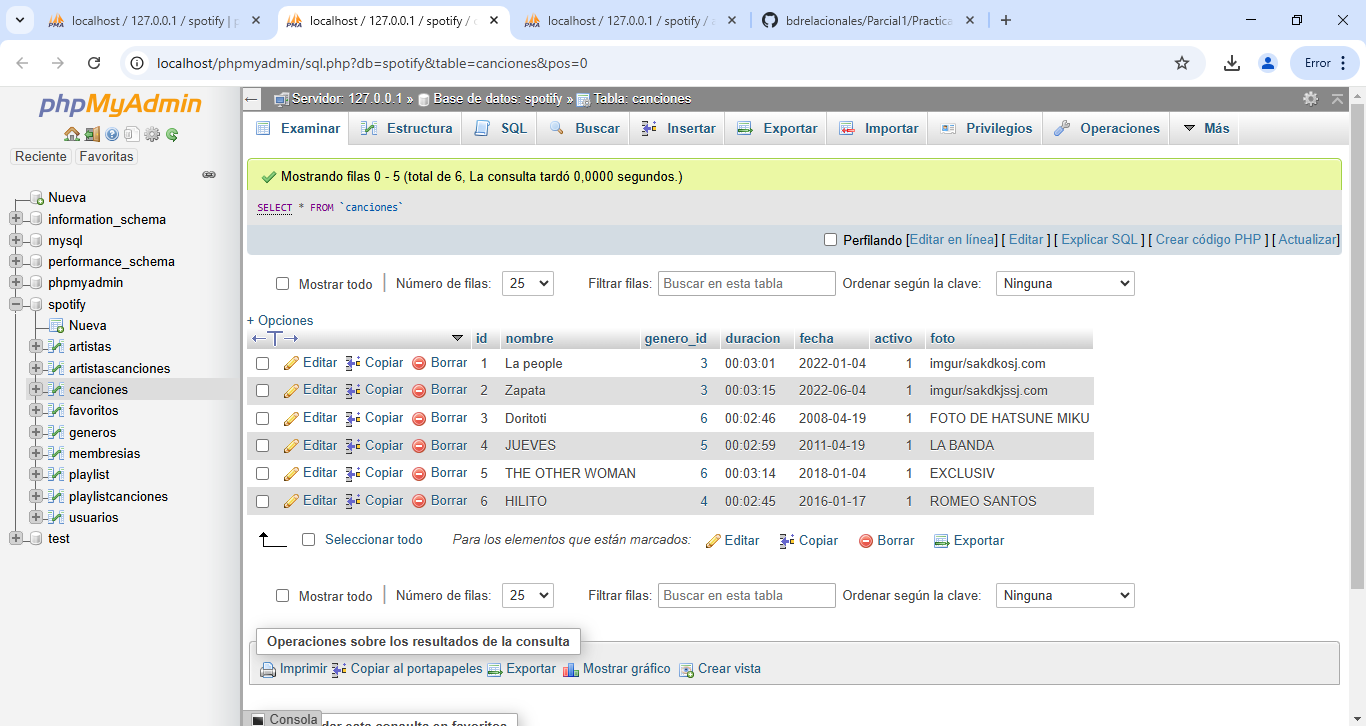 localhost / 127.0.0.1 / spotify | p
localhost / 127.0.0.1 / spotify /
localhost / 127.0.0.1 / spotify /
bdrelacionales/Parcial1/Practica
localhost/phpmyadmin/sql.php?db=spotify&table=canciones&pos=0
Error
phpMyAdmin
Reciente Favoritas
Nueva
information_schema
mysql
performance_schema
phpmyadmin
spotify
Nueva
artistas
artistascanciones
canciones
favoritos
generos
membresias
playlist
playlistcanciones
usuarios
test
Servidor: 127.0.0.1 » Base de datos: spotify » Tabla: canciones
Examinar Estructura SQL Buscar Insertar Exportar Importar Privilegios Operaciones Más
Mostrando filas 0 - 5 (total de 6, La consulta tardó 0,0000 segundos.)
SELECT * FROM `canciones`
Perfilando [Editar en línea] [ Editar ] [ Explicar SQL ] [ Crear código PHP ] [ Actualizar]
Mostrar todo Número de filas: 25 Filtrar filas: Buscar en esta tabla Ordenar según la clave: Ninguna
+ Opciones
id nombre genero_id duracion fecha activo foto
Editar Copiar Borrar 1 La people 3 00:03:01 2022-01-04 1 imgur/sakdkosj.com
Editar Copiar Borrar 2 Zapata 3 00:03:15 2022-06-04 1 imgur/sakdkjssj.com
Editar Copiar Borrar 3 Doritoti 6 00:02:46 2008-04-19 1 FOTO DE HATSUNE MIKU
Editar Copiar Borrar 4 JUEVES 5 00:02:59 2011-04-19 1 LA BANDA
Editar Copiar Borrar 5 THE OTHER WOMAN 6 00:03:14 2018-01-04 1 EXCLUSIV
Editar Copiar Borrar 6 HILITO 4 00:02:45 2016-01-17 1 ROMEO SANTOS
Seleccionar todo Para los elementos que están marcados: Editar Copiar Borrar Exportar
Mostrar todo Número de filas: 25 Filtrar filas: Buscar en esta tabla Ordenar según la clave: Ninguna
Operaciones sobre los resultados de la consulta
Imprimir Copiar al portapapeles Exportar Mostrar gráfico Crear vista
Consola
dar esta consulta en favoritos